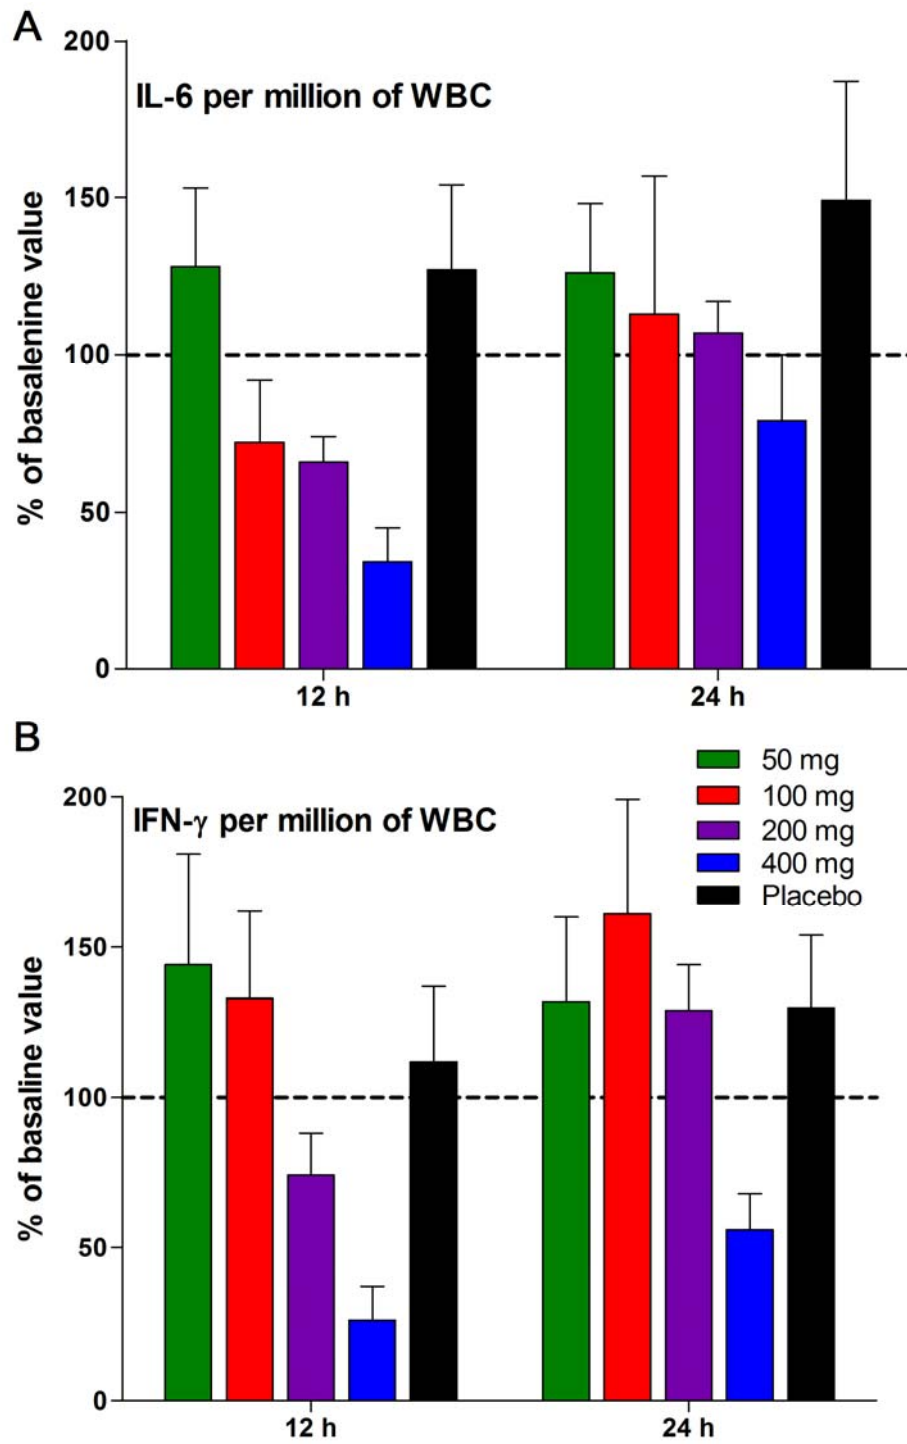 A
200
IL-6 per million of WBC
150
100
50
0
% of basalenine value
12 h
24 h
B
50 mg
100 mg
200 mg
400 mg
Placebo
200
IFN-γ per million of WBC
150
100
50
0
% of basaline value
12 h
24 h